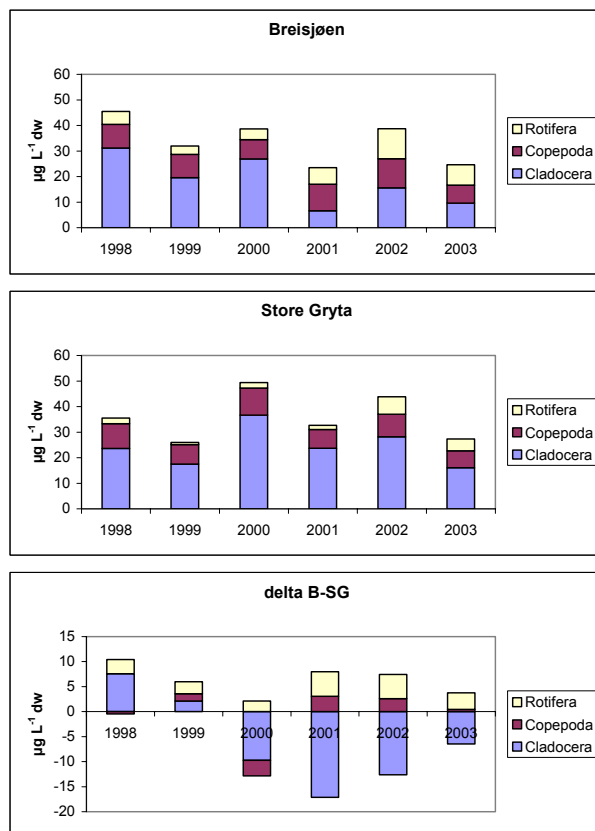 Breisjøen
60
50
40
30
20
10
0
µg L-1 dw
1998 1999 2000 2001 2002 2003
Rotifera
Copepoda
Cladocera
Store Gryta
60
50
40
30
20
10
0
µg L-1 dw
1998 1999 2000 2001 2002 2003
Rotifera
Copepoda
Cladocera
delta B-SG
15
10
5
0
-5
-10
-15
-20
µg L-1 dw
1998 1999 2000 2001 2002 2003
Rotifera
Copepoda
Cladocera